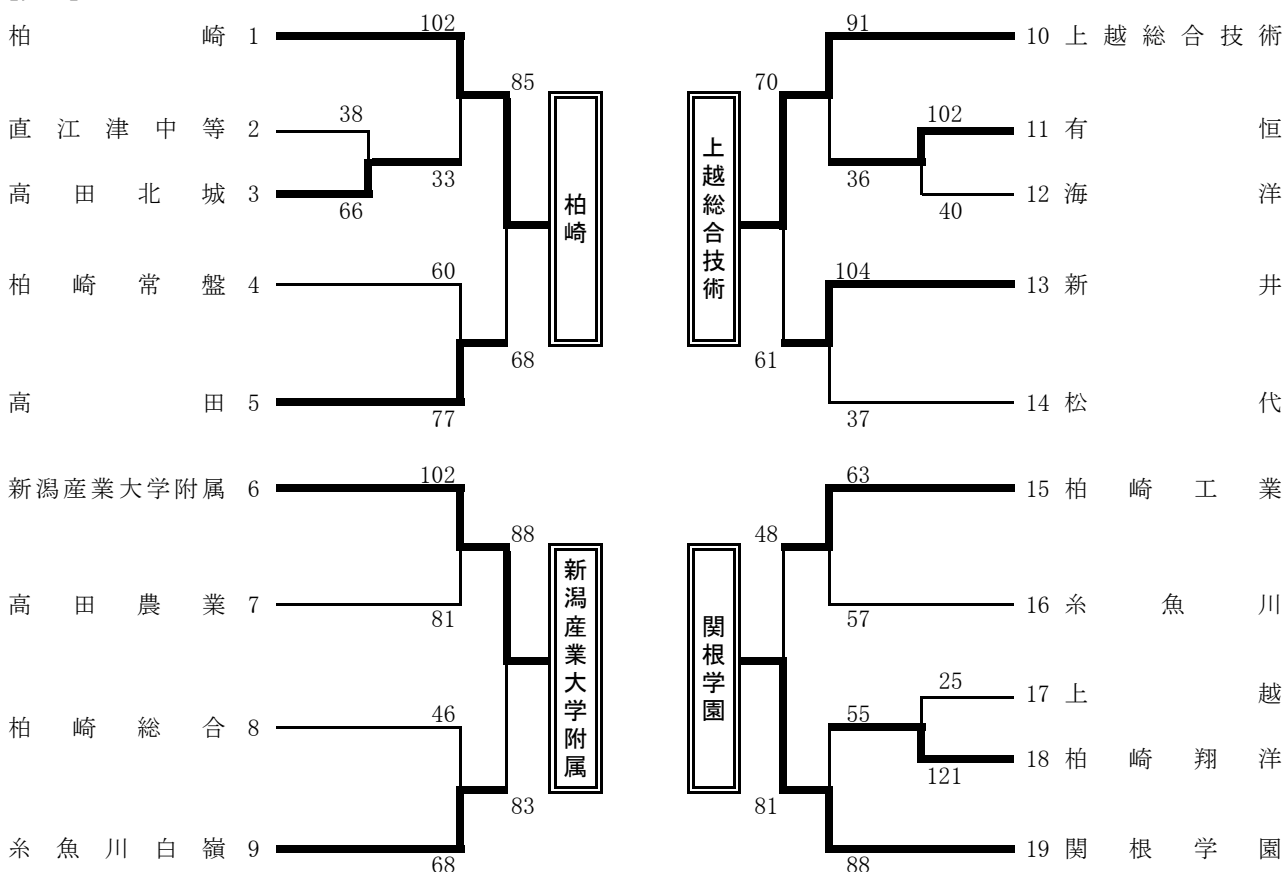 柏崎 1 102 91 10 上越総合技術
85 70
直江津中等 2 38 102 11 有恒
33 36
高田北城 3 66 40 12 海洋
柏崎
上越総合技術
柏崎常盤 4 60 104 13 新井
68 61
高田 5 77 37 14 松代
新潟産業大学附属 6 102 63 15 柏崎工業
88 48
高田農業 7 81 57 16 糸魚川
新潟産業大学附属
関根学園
25 17 上越
柏崎総合 8 46 55
121 18 柏崎翔洋
83 81
糸魚川白嶺 9 68 88 19 関根学園